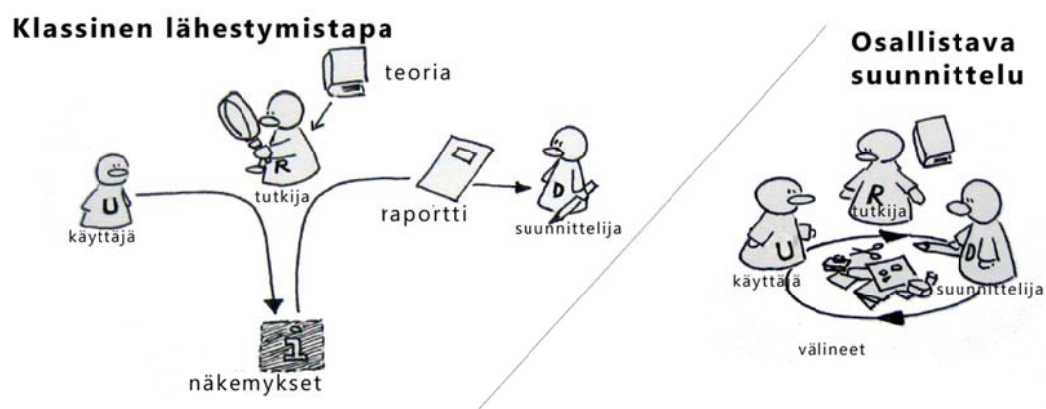 Klassinen lähestymistapa
teoria
R
tutkija
U
käyttäjä
raportti
D
suunnittelija
i
näkemykset
Osallistava
suunnittelu
R
tutkija
U
käyttäjä
D
suunnittelija
välineet